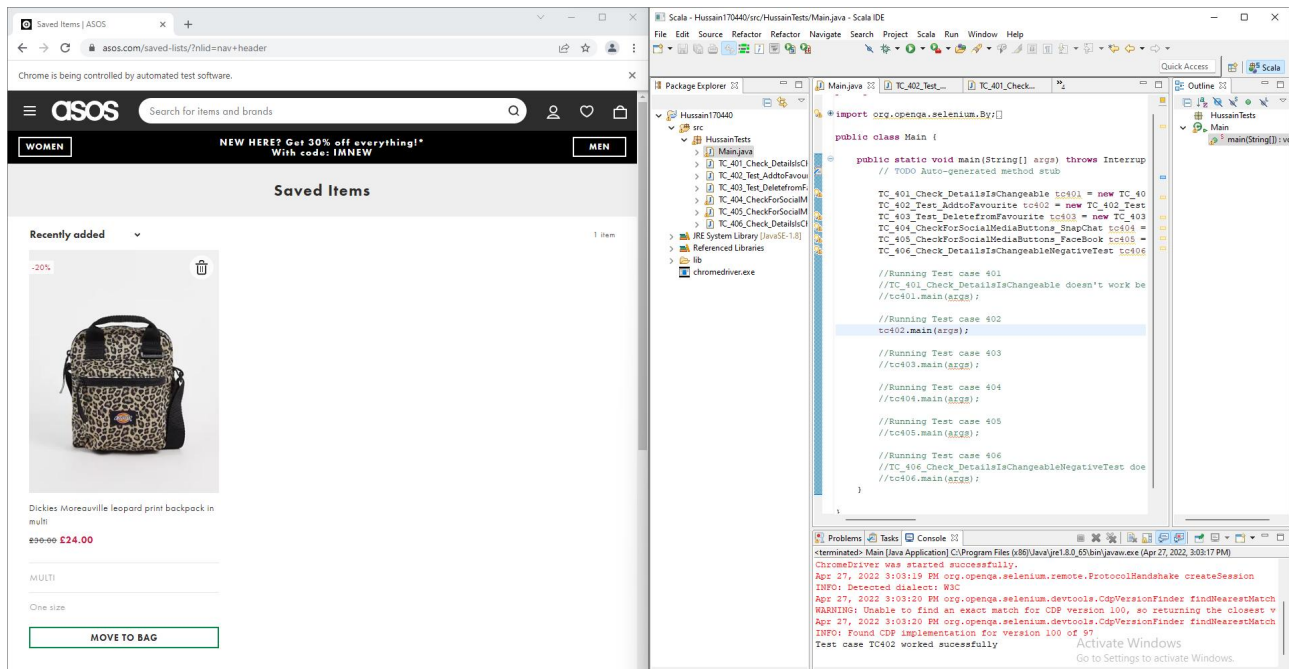 Saved Items | ASOS
asos.com/saved-lists/?nlid=nav+header
Chrome is being controlled by automated test software.
asos
Search for items and brands
WOMEN
NEW HERE? Get 30% off everything!*
With code: IMNEW
MEN
Saved Items
Recently added
1 item
-20%
Dickies Moreauville leopard print backpack in
multi
£30.00 £24.00
MULTI
One size
MOVE TO BAG
Scala - Hussain170440/src/HussainTests/Main.java - Scala IDE
File Edit Source Refactor Refactor Navigate Search Project Scala Run Window Help
Quick Access
Scala
Package Explorer
Hussain170440
src
HussainTests
Main.java
TC_401_Check_DetailsIsCh
TC_402_Test_AddtoFavour
TC_403_Test_DeletefromFa
TC_404_CheckForSocialM
TC_405_CheckForSocialM
TC_406_Check_DetailsIsCh
JRE System Library [JavaSE-1.8]
Referenced Libraries
lib
chromedriver.exe
Main.java TC_402_Test_... TC_401_Check...
import org.openqa.selenium.By;
public class Main {
public static void main(String[] args) throws Interrup
// TODO Auto-generated method stub
TC_401_Check_DetailsIsChangeable tc401 = new TC_40
TC_402_Test_AddtoFavourite tc402 = new TC_402_Test
TC_403_Test_DeletefromFavourite tc403 = new TC_403
TC_404_CheckForSocialMediaButtons_SnapChat tc404 =
TC_405_CheckForSocialMediaButtons_FaceBook tc405 =
TC_406_Check_DetailsIsChangeableNegativeTest tc406
//Running Test case 401
//TC_401_Check_DetailsIsChangeable doesn't work be
//tc401.main(args);
//Running Test case 402
tc402.main(args);
//Running Test case 403
//tc403.main(args);
//Running Test case 404
//tc404.main(args);
//Running Test case 405
//tc405.main(args);
//Running Test case 406
//TC_406_Check_DetailsIsChangeableNegativeTest doe
//tc406.main(args);
}
Outline
HussainTests
Main
main(String[]) : vo
Problems Tasks Console
<terminated> Main [Java Application] C:\Program Files (x86)\Java\jre1.8.0_65\bin\javaw.exe (Apr 27, 2022, 3:03:17 PM)
ChromeDriver was started successfully.
Apr 27, 2022 3:03:19 PM org.openqa.selenium.remote.ProtocolHandshake createSession
INFO: Detected dialect: W3C
Apr 27, 2022 3:03:20 PM org.openqa.selenium.devtools.CdpVersionFinder findNearestMatch
WARNING: Unable to find an exact match for CDP version 100, so returning the closest v
Apr 27, 2022 3:03:20 PM org.openqa.selenium.devtools.CdpVersionFinder findNearestMatch
INFO: Found CDP implementation for version 100 of 97
Test case TC402 worked sucessfully
Activate Windows
Go to Settings to activate Windows.